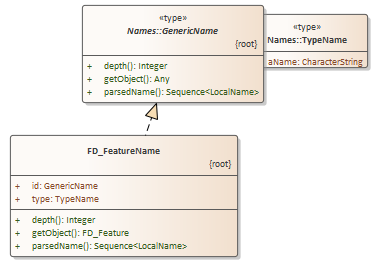 «type»
Names::GenericName
{root}
+ depth(): Integer
+ getObject(): Any
+ parsedName(): Sequence<LocalName>
«type»
Names::TypeName
aName: CharacterString
FD_FeatureName
{root}
+ id: GenericName
+ type: TypeName
+ depth(): Integer
+ getObject(): FD_Feature
+ parsedName(): Sequence<LocalName>